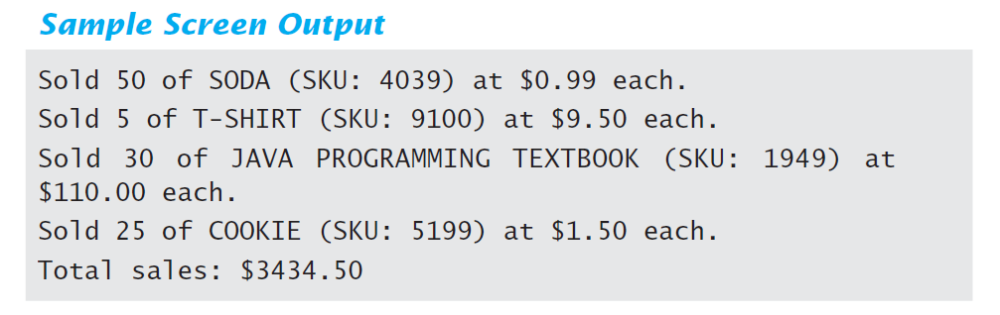 Sample Screen Output
Sold 50 of SODA (SKU: 4039) at $0.99 each.
Sold 5 of T-SHIRT (SKU: 9100) at $9.50 each.
Sold 30 of JAVA PROGRAMMING TEXTBOOK (SKU: 1949) at
$110.00 each.
Sold 25 of COOKIE (SKU: 5199) at $1.50 each.
Total sales: $3434.50